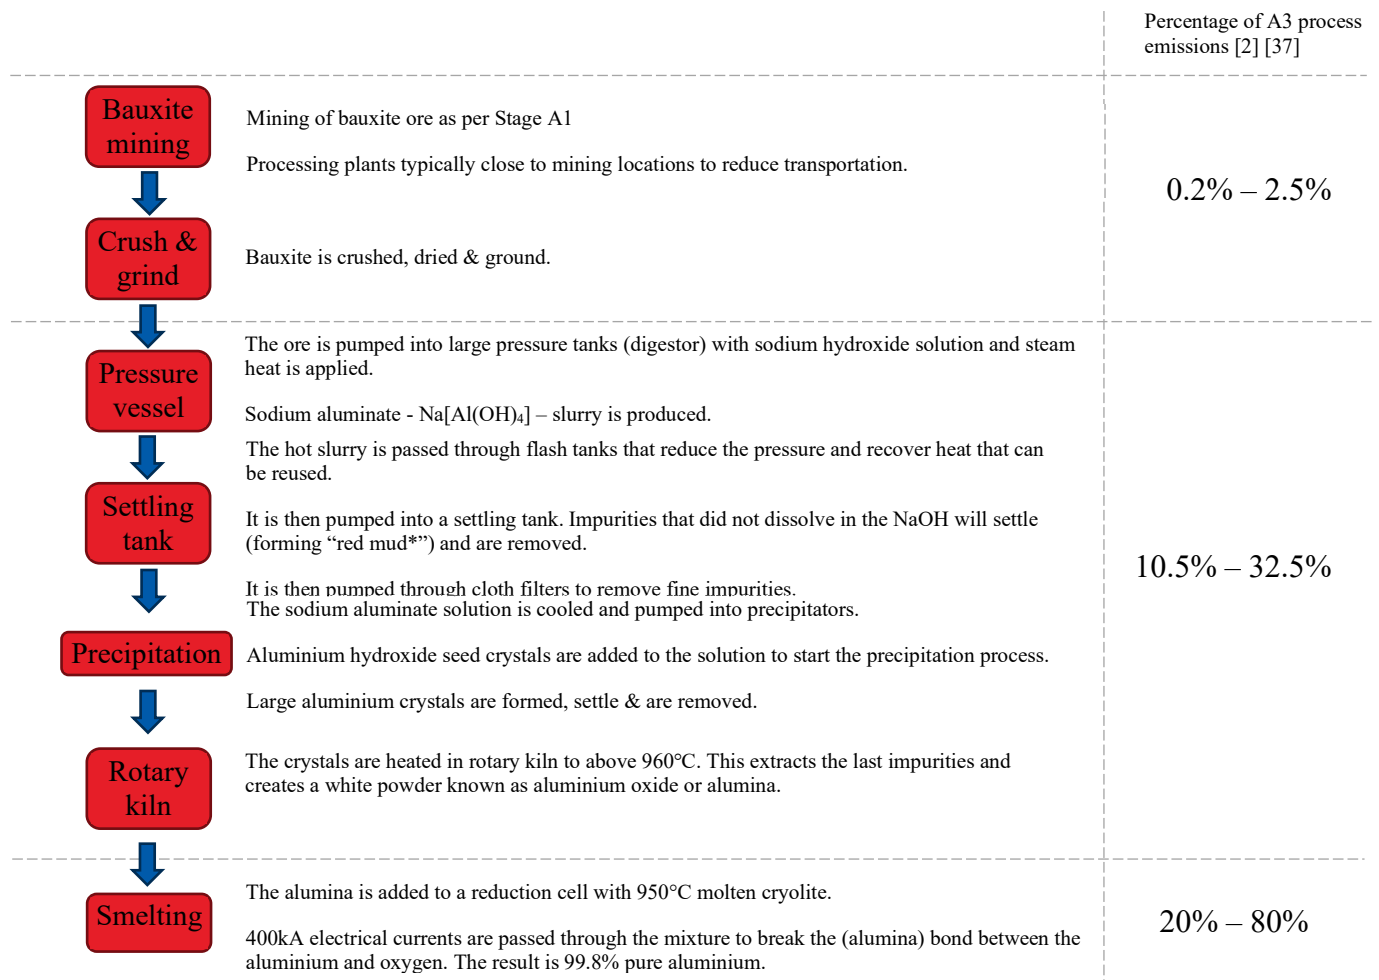 Percentage of A3 process
emissions [2] [37]
Bauxite
mining
Mining of bauxite ore as per Stage A1
Processing plants typically close to mining locations to reduce transportation.
0.2% – 2.5%
Crush &
grind
Bauxite is crushed, dried & ground.
Pressure
vessel
The ore is pumped into large pressure tanks (digestor) with sodium hydroxide solution and steam
heat is applied.
Sodium aluminate - Na[Al(OH)₄] – slurry is produced.
Settling
tank
The hot slurry is passed through flash tanks that reduce the pressure and recover heat that can
be reused.
It is then pumped into a settling tank. Impurities that did not dissolve in the NaOH will settle
(forming “red mud*”) and are removed.
It is then pumped through cloth filters to remove fine impurities.
10.5% – 32.5%
Precipitation
The sodium aluminate solution is cooled and pumped into precipitators.
Aluminium hydroxide seed crystals are added to the solution to start the precipitation process.
Large aluminium crystals are formed, settle & are removed.
Rotary
kiln
The crystals are heated in rotary kiln to above 960°C. This extracts the last impurities and
creates a white powder known as aluminium oxide or alumina.
Smelting
The alumina is added to a reduction cell with 950°C molten cryolite.
400kA electrical currents are passed through the mixture to break the (alumina) bond between the
aluminium and oxygen. The result is 99.8% pure aluminium.
20% – 80%